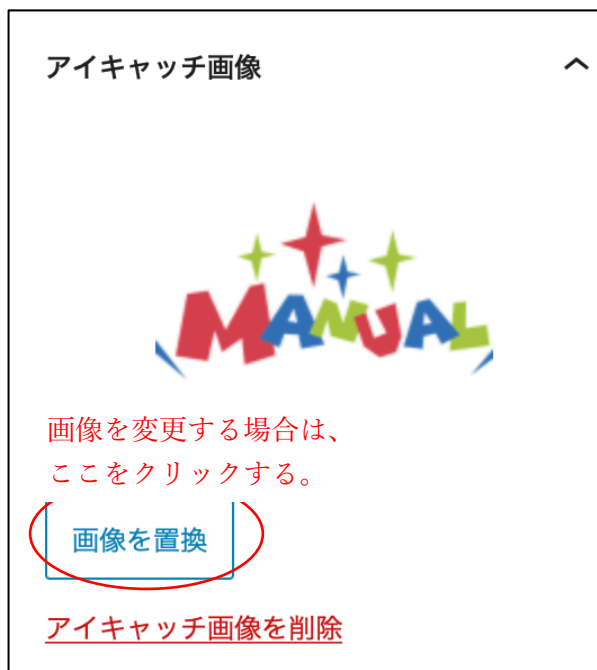 アイキャッチ画像
MANUAL
画像を変更する場合は、
ここをクリックする。
画像を置換
アイキャッチ画像を削除